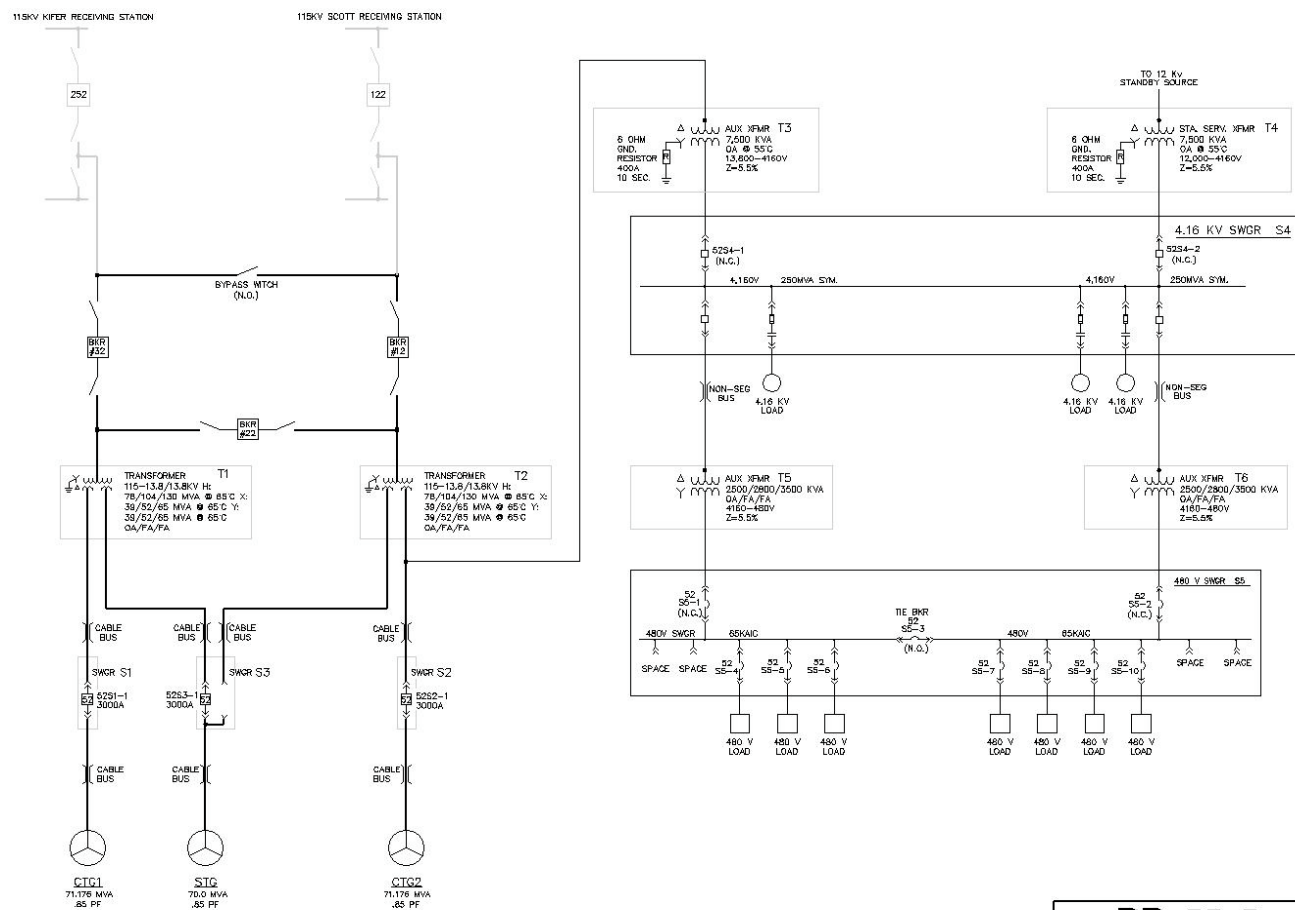 115KV KIFER RECEIVING STATION
115KV SCOTT RECEIVING STATION
252
122
TO 12 Kv
STANDBY SOURCE
6 OHM
GND.
RESISTOR
400A
10 SEC.
R
AUX XFMR T3
7,500 KVA
OA @ 55°C
13,800-4160V
Z=5.5%
6 OHM
GND.
RESISTOR
400A
10 SEC.
R
STA. SERV. XFMR T4
7,500 KVA
OA @ 55°C
12,000-4160V
Z=5.5%
4.16 KV SWGR S4
52S4-1
(N.C.)
52S4-2
(N.C.)
4,160V 250MVA SYM.
4,160V 250MVA SYM.
BYPASS WITCH
(N.O.)
BKR
#32
BKR
#12
NON-SEG
BUS
4.16 KV
LOAD
4.16 KV
LOAD
4.16 KV
LOAD
NON-SEG
BUS
BKR
#22
TRANSFORMER T1
115-13.8/13.8KV H:
78/104/130 MVA @ 65°C X:
39/52/65 MVA @ 65°C Y:
39/52/65 MVA @ 65°C
OA/FA/FA
TRANSFORMER T2
115-13.8/13.8KV H:
78/104/130 MVA @ 65°C X:
39/52/65 MVA @ 65°C Y:
39/52/65 MVA @ 65°C
OA/FA/FA
AUX XFMR T5
2500/2800/3500 KVA
OA/FA/FA
4160-480V
Z=5.5%
AUX XFMR T6
2500/2800/3500 KVA
OA/FA/FA
4160-480V
Z=5.5%
480 V SWGR S5
52
S5-1
(N.C.)
TIE BKR
52
S5-3
(N.O.)
52
S5-2
(N.C.)
480V SWGR 65KAIC
480V 65KAIC
SPACE
SPACE
52
S5-4
52
S5-5
52
S5-6
52
S5-7
52
S5-8
52
S5-9
52
S5-10
SPACE
SPACE
480 V
LOAD
480 V
LOAD
480 V
LOAD
480 V
LOAD
480 V
LOAD
480 V
LOAD
480 V
LOAD
CABLE
BUS
CABLE
BUS
CABLE
BUS
CABLE
BUS
SWGR S1
52
52S1-1
3000A
SWGR S3
52S3-1
3000A
52
SWGR S2
52
52S2-1
3000A
CABLE
BUS
CABLE
BUS
CABLE
BUS
CTG1
71.176 MVA
.85 PF
STG
70.0 MVA
.85 PF
CTG2
71.176 MVA
.85 PF